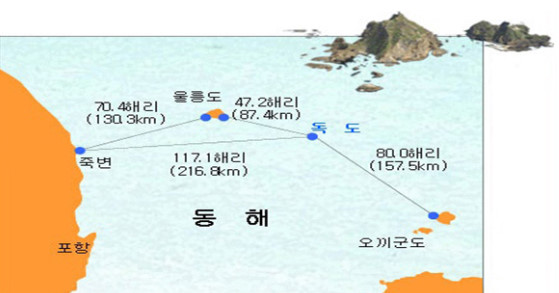 울릉도
70.4해리
(130.3km)
47.2해리
(87.4km)
독 도
죽변
117.1해리
(216.8km)
80.0해리
(157.5km)
동 해
오끼군도
포항